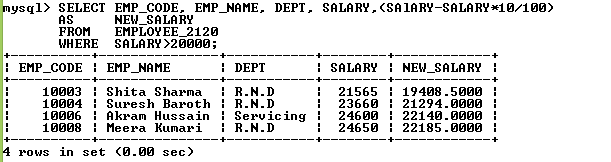 mysql> SELECT EMP_CODE, EMP_NAME, DEPT, SALARY,(SAlARY-SALARY*10/100)
AS NEW_SALARY
FROM EMPLOYEE_2120
WHERE SALARY>20000;
EMP_CODE | EMP_NAME | DEPT | SALARY | NEW_SALARY
10003 | Shita Sharma | R.N.D | 21565 | 19408.5000
10004 | Suresh Baroth | R.N.D | 23660 | 21294.0000
10006 | Akram Hussain | Servicing | 24600 | 22140.0000
10008 | Meera Kumari | R.N.D | 24650 | 22185.0000
4 rows in set (0.00 sec)